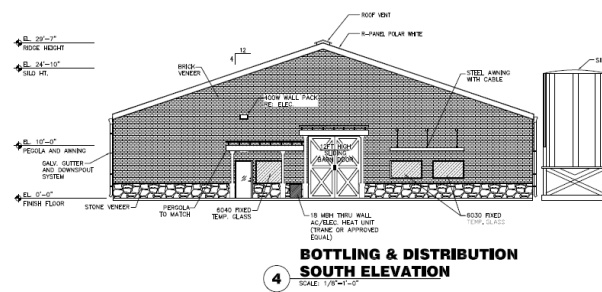 ROOF VENT
R-PANEL POLAR WHITE
EL. 29'-7"
RIDGE HEIGHT
12
4
EL. 24'-10"
SILO HT.
BRICK
VENEER
STEEL AWNING
WITH CABLE
400W WALL PACK
RE: ELEC.
EL. 10'-0"
PEGOLA AND AWNING
12FT HIGH
SLIDING
BARN DOOR
GALV. GUTTER
AND DOWNSPOUT
SYSTEM
EL. 0'-0"
FINISH FLOOR
STONE VENEER
PERGOLA
TO MATCH
6040 FIXED
TEMP. GLASS
18 MBH THRU WALL
AC/ELEC. HEAT UNIT
(TRANE OR APPROVED
EQUAL)
6030 FIXED
TEMP. GLASS
4
BOTTLING & DISTRIBUTION
SOUTH ELEVATION
SCALE: 1/8"=1'-0"